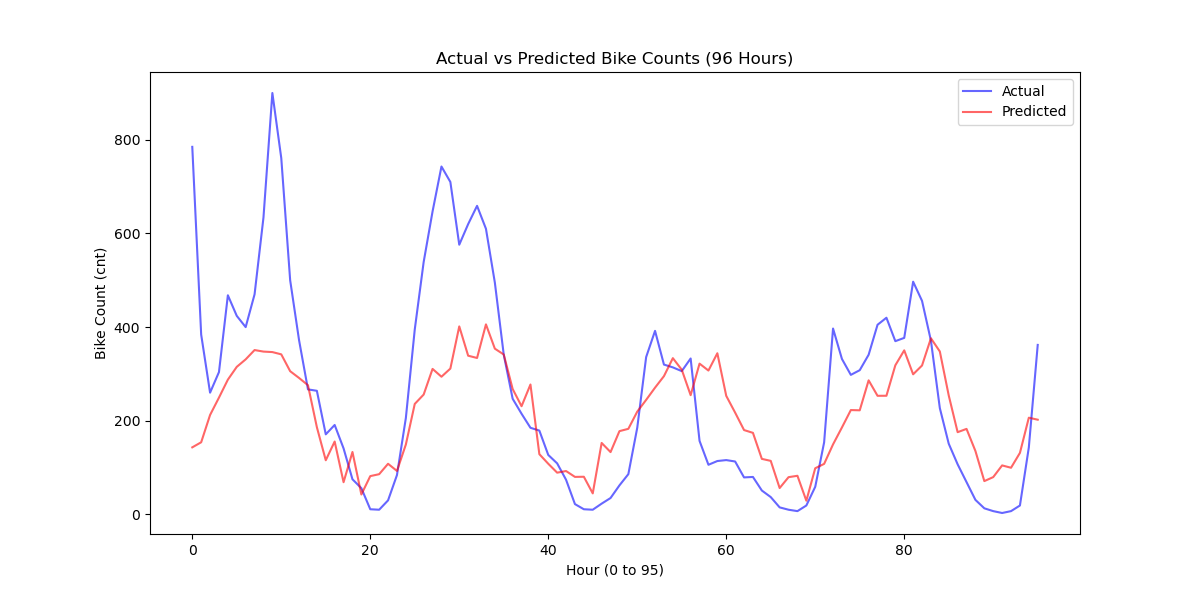 Actual vs Predicted Bike Counts (96 Hours)
Actual
Predicted
Bike Count (cnt)
800
600
400
200
0
0 20 40 60 80
Hour (0 to 95)